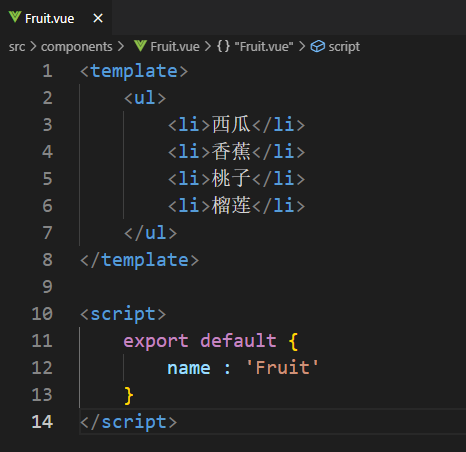 Fruit.vue
src > components > Fruit.vue > {} "Fruit.vue" > script
1 <template>
2 <ul>
3 <li>西瓜</li>
4 <li>香蕉</li>
5 <li>桃子</li>
6 <li>榴莲</li>
7 </ul>
8 </template>
9
10 <script>
11 export default {
12 name : 'Fruit'
13 }
14 </script>